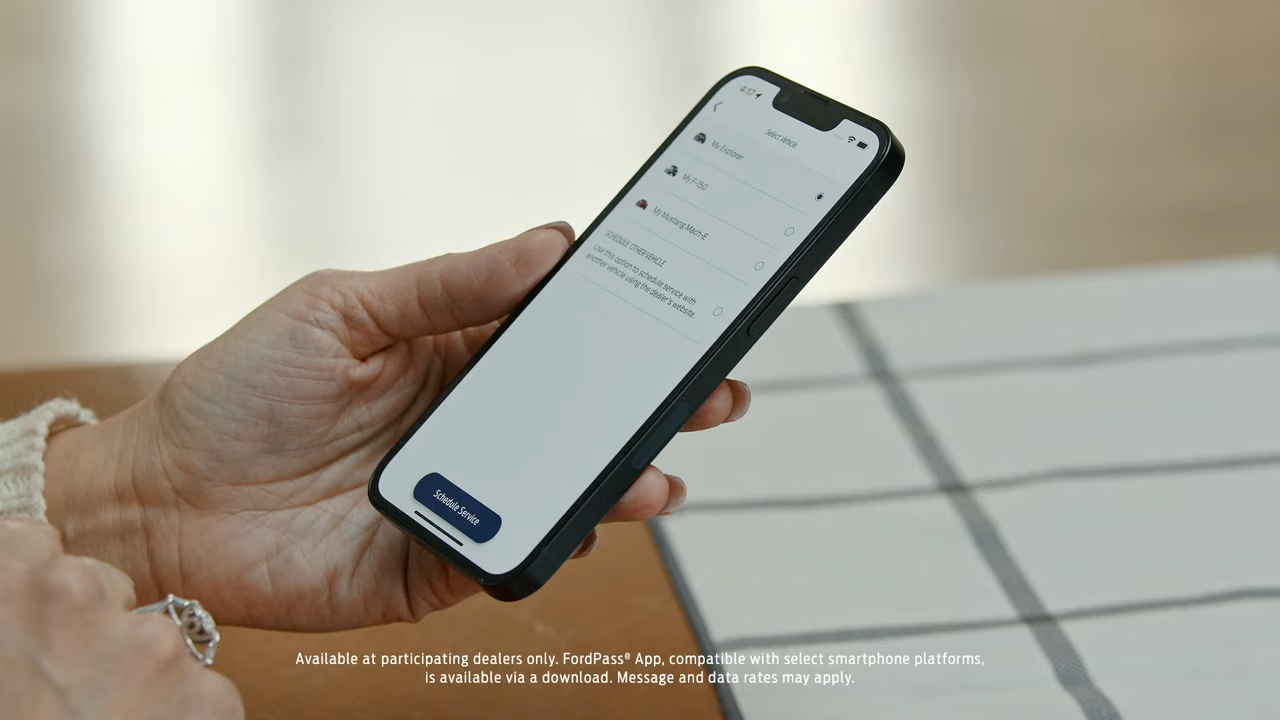 4:17
Select Vehicle
My Explorer
My F-150
My Mustang Mach-E
SCHEDULE OTHER VEHICLE
Use this option to schedule service with
another vehicle using the dealer's website.
Schedule Service
Available at participating dealers only. FordPass® App, compatible with select smartphone platforms,
is available via a download. Message and data rates may apply.